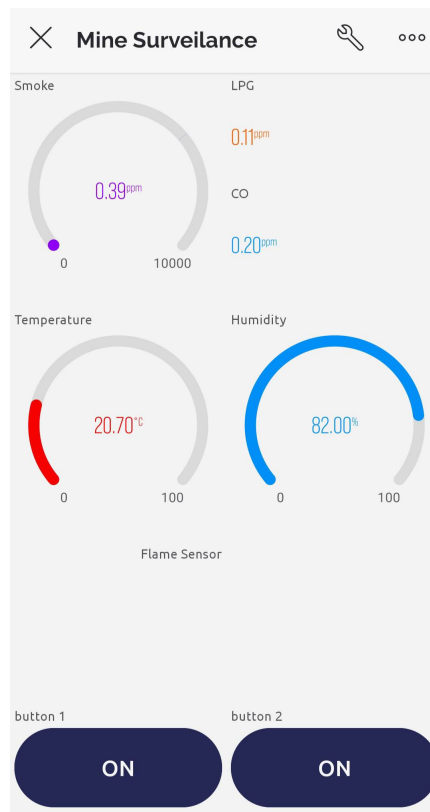 Mine Surveilance
Smoke
LPG
0.39ppm
0.11ppm
CO
0.20ppm
0
10000
Temperature
Humidity
20.70°C
82.00%
0
100
0
100
Flame Sensor
button 1
button 2
ON
ON